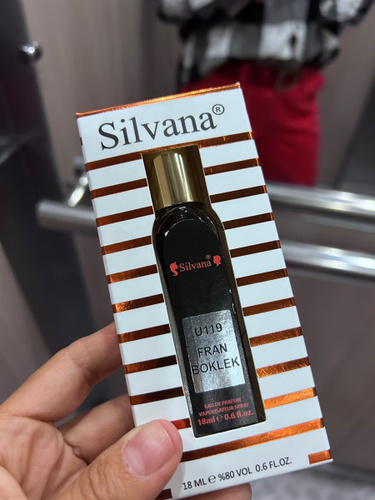 Silvana®
Silvana
U119
FRAN
BOKLEK
EAU DE PARFUM
VAPORISATEUR SPRAY
18ml ℮ 0.6 fl.oz.
18 ML ℮ %80 VOL 0.6 FL.OZ.